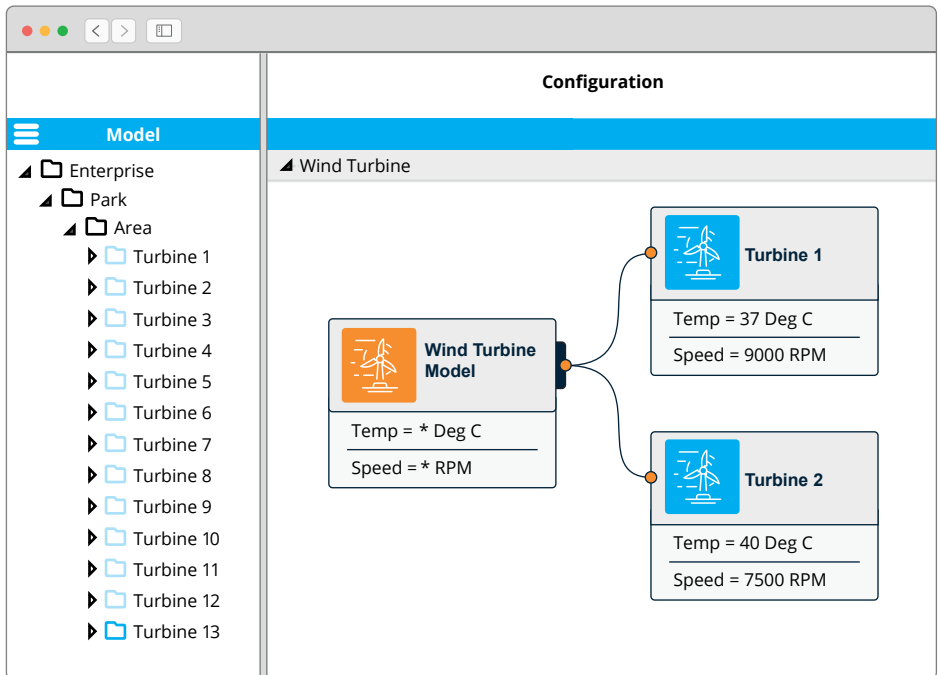 Configuration
Model
Enterprise
Park
Area
Turbine 1
Turbine 2
Turbine 3
Turbine 4
Turbine 5
Turbine 6
Turbine 7
Turbine 8
Turbine 9
Turbine 10
Turbine 11
Turbine 12
Turbine 13
Wind Turbine
Wind Turbine
Model
Temp = * Deg C
Speed = * RPM
Turbine 1
Temp = 37 Deg C
Speed = 9000 RPM
Turbine 2
Temp = 40 Deg C
Speed = 7500 RPM